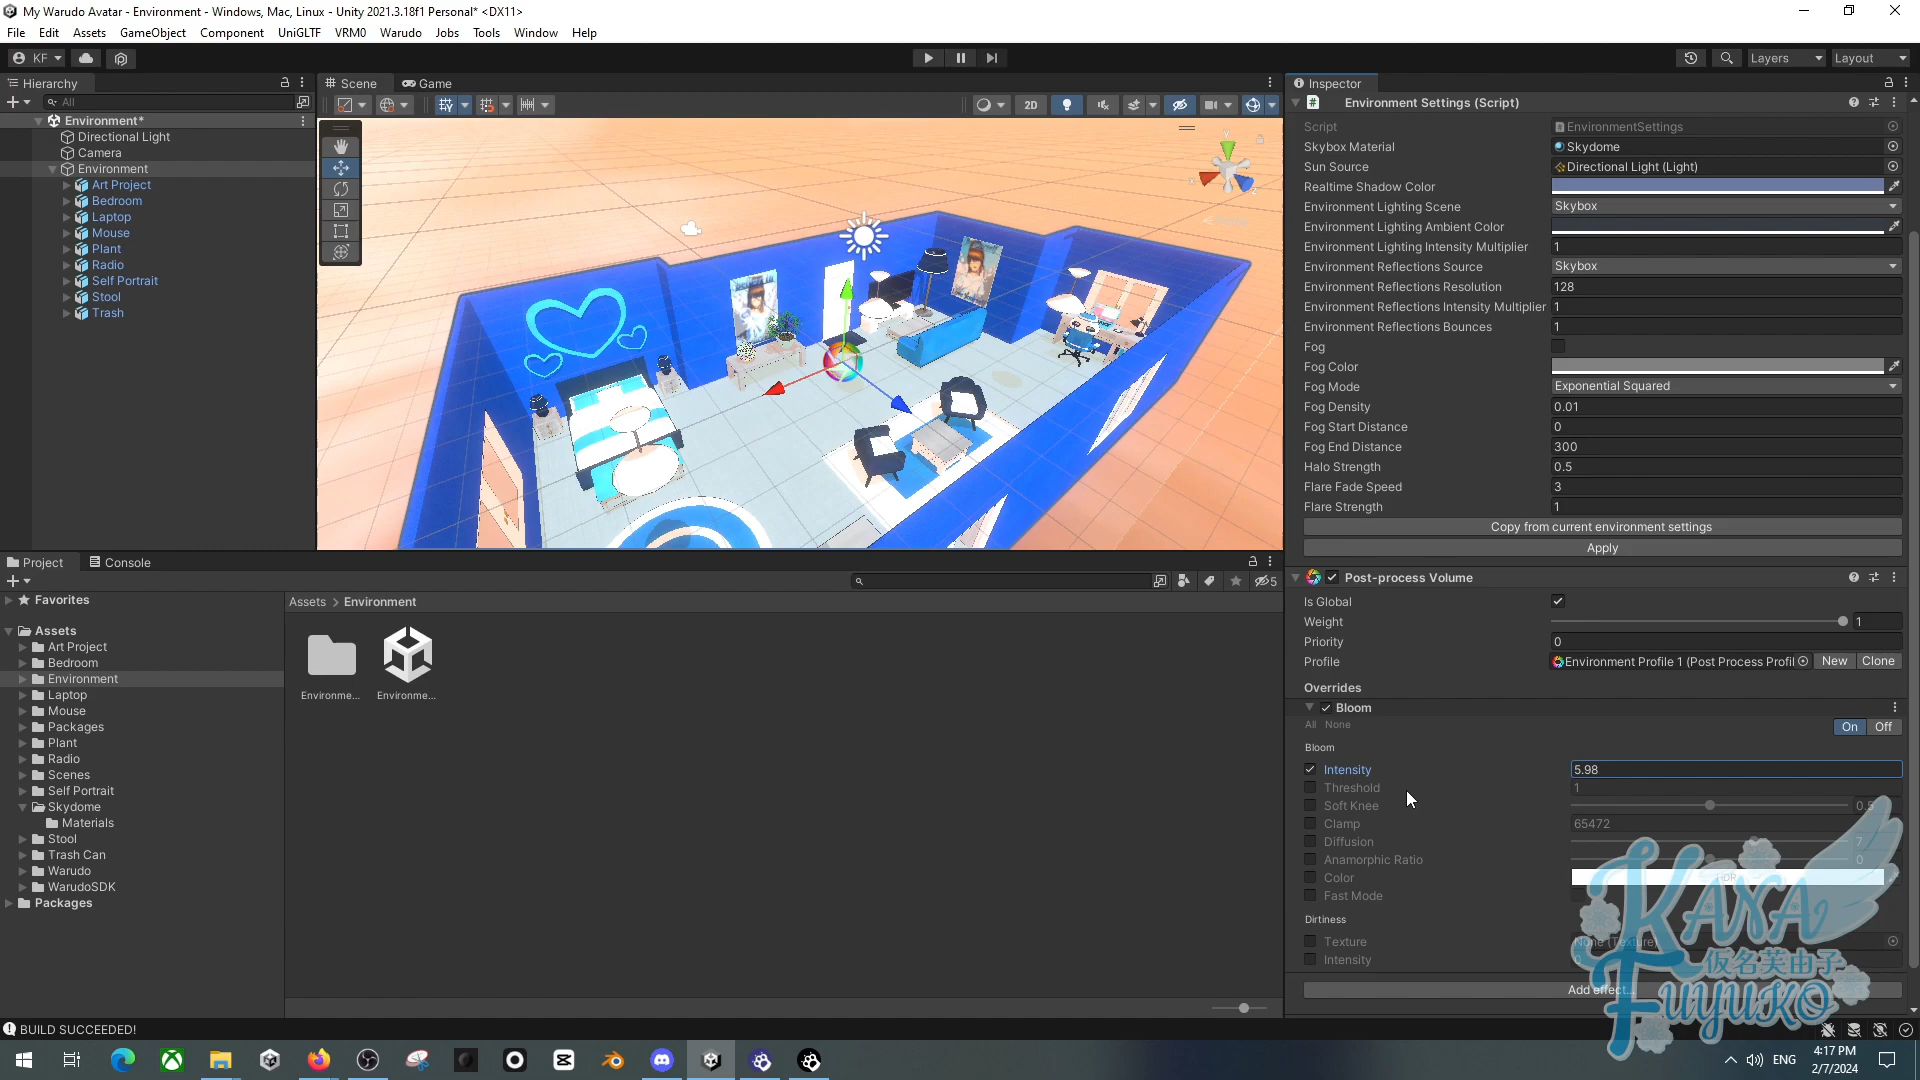 My Warudo Avatar - Environment - Windows, Mac, Linux - Unity 2021.3.18f1 Personal* <DX11>
File Edit Assets GameObject Component UniGLTF VRM0 Warudo Jobs Tools Window Help
KF
Layers
Layout
Hierarchy
All
Environment*
Directional Light
Camera
Environment
Art Project
Bedroom
Laptop
Mouse
Plant
Radio
Self Portrait
Stool
Trash
Scene
Game
2D
Inspector
Environment Settings (Script)
Script EnvironmentSettings
Skybox Material Skydome
Sun Source Directional Light (Light)
Realtime Shadow Color
Environment Lighting Scene Skybox
Environment Lighting Ambient Color
Environment Lighting Intensity Multiplier 1
Environment Reflections Source Skybox
Environment Reflections Resolution 128
Environment Reflections Intensity Multiplier 1
Environment Reflections Bounces 1
Fog
Fog Color
Fog Mode Exponential Squared
Fog Density 0.01
Fog Start Distance 0
Fog End Distance 300
Halo Strength 0.5
Flare Fade Speed 3
Flare Strength 1
Copy from current environment settings
Apply
Post-process Volume
Is Global
Weight 1
Priority 0
Profile Environment Profile 1 (Post Process Profil New Clone
Overrides
Bloom
All None On Off
Bloom
Intensity 5.98
Threshold 1
Soft Knee 0.5
Clamp 65472
Diffusion 7
Anamorphic Ratio 0
Color HDR
Fast Mode
Dirtiness
Texture None (Texture)
Intensity
Add effect...
Project
Console
5
Favorites
Assets
Art Project
Bedroom
Environment
Laptop
Mouse
Packages
Plant
Radio
Scenes
Self Portrait
Skydome
Materials
Stool
Trash Can
Warudo
WarudoSDK
Packages
Assets > Environment
Environme...
Environme...
KANA
仮名芙由子
FUYUKO
BUILD SUCCEEDED!
ENG
4:17 PM
2/7/2024